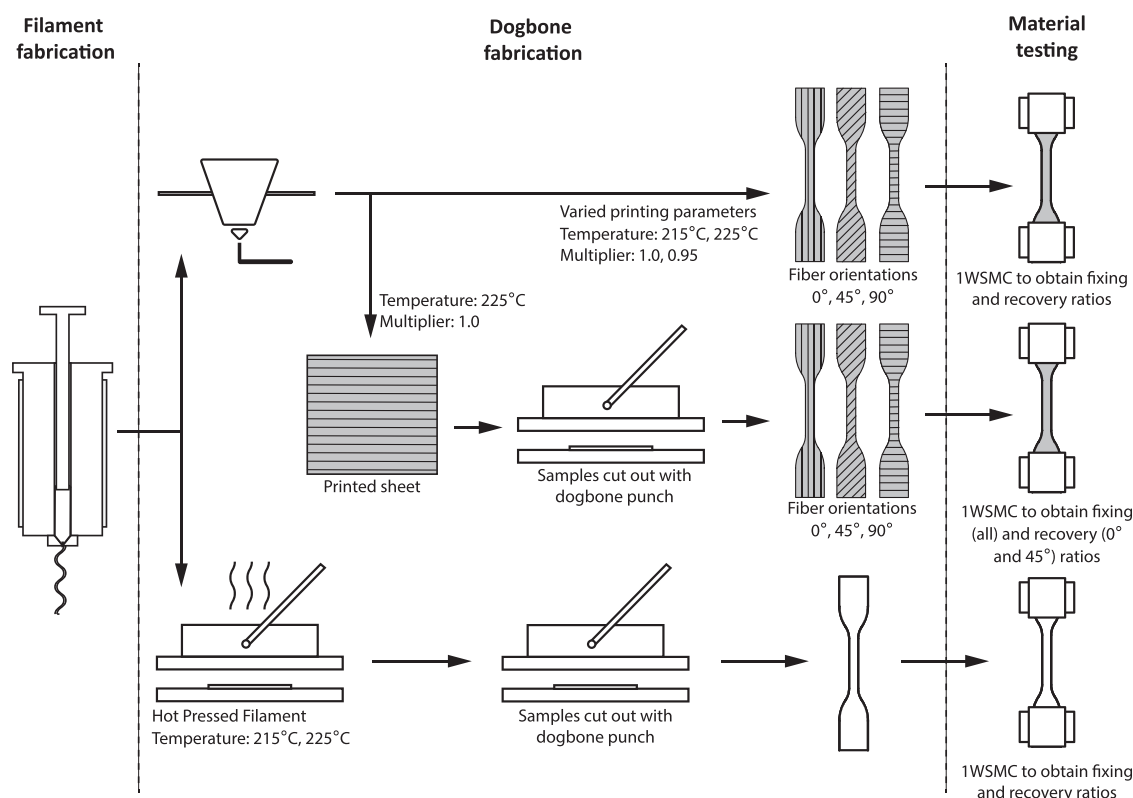 Filament
fabrication
Dogbone
fabrication
Material
testing
Varied printing parameters
Temperature: 215°C, 225°C
Multiplier: 1.0, 0.95
Fiber orientations
0°, 45°, 90°
1WSMC to obtain fixing
and recovery ratios
Temperature: 225°C
Multiplier: 1.0
Printed sheet
Samples cut out with
dogbone punch
Fiber orientations
0°, 45°, 90°
1WSMC to obtain fixing
(all) and recovery (0°
and 45°) ratios
Hot Pressed Filament
Temperature: 215°C, 225°C
Samples cut out with
dogbone punch
1WSMC to obtain fixing
and recovery ratios